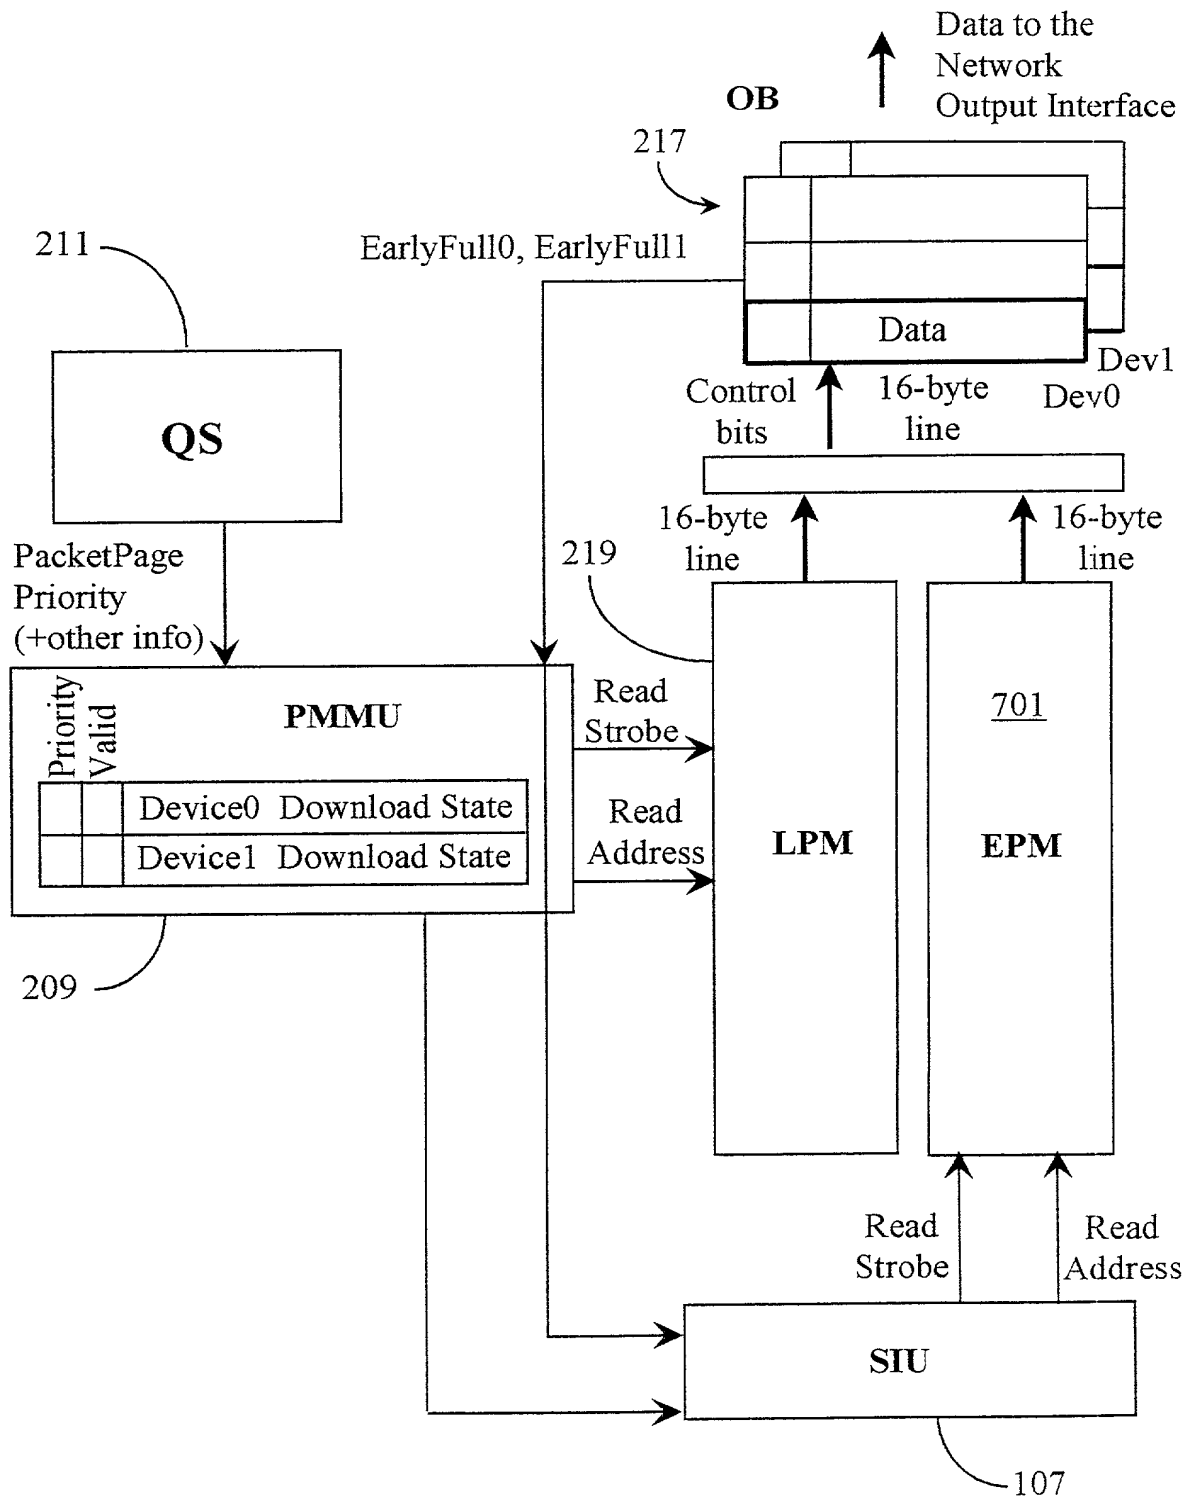 Data to the
Network
Output Interface
OB
217
211
EarlyFull0, EarlyFull1
Data
Dev1
Dev0
Control
bits
16-byte
line
QS
16-byte
line
16-byte
line
219
PacketPage
Priority
(+other info)
Priority
Valid
PMMU
Read
Strobe
701
Device0 Download State
Device1 Download State
Read
Address
LPM
EPM
209
Read
Strobe
Read
Address
SIU
107